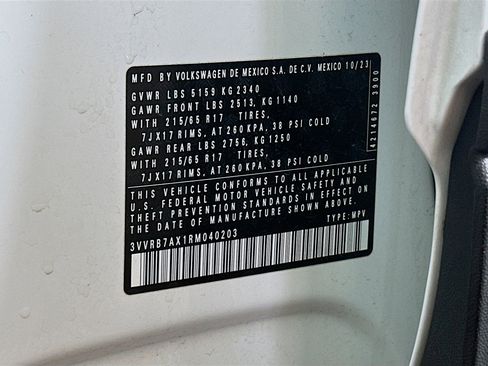 MFD BY VOLKSWAGEN DE MEXICO S.A. DE C.V. MEXICO 10/23
GVWR LBS 5159 KG 2340
GAWR FRONT LBS 2513, KG 1140
WITH 215/65 R17 TIRES,
7JX17 RIMS, AT 260 KPA, 38 PSI COLD
GAWR REAR LBS 2756, KG 1250
WITH 215/65 R17 TIRES,
7JX17 RIMS, AT 260 KPA, 38 PSI COLD
THIS VEHICLE CONFORMS TO ALL APPLICABLE
U.S. FEDERAL MOTOR VEHICLE SAFETY AND
THEFT PREVENTION STANDARDS IN EFFECT ON
THE DATE OF MANUFACTURE SHOWN ABOVE.
3VVRB7AX1RM040203 TYPE: MPV
4214672 3900